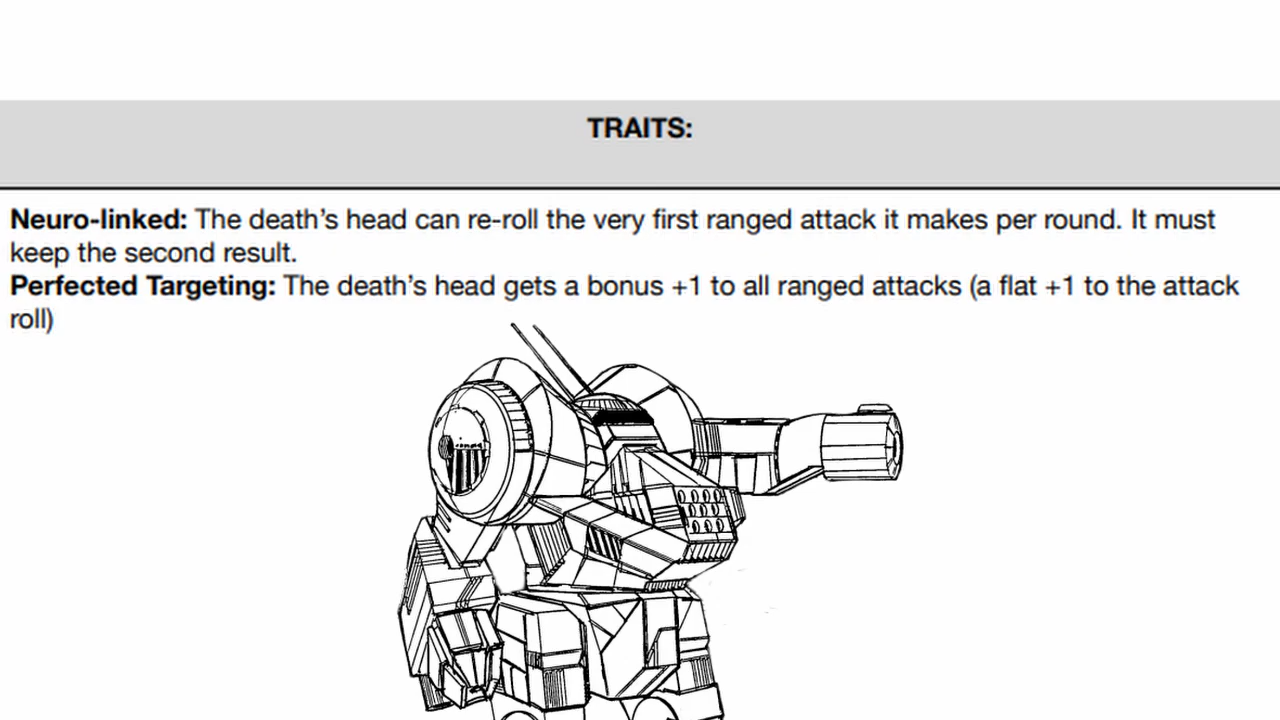 TRAITS:
Neuro-linked: The death’s head can re-roll the very first ranged attack it makes per round. It must
keep the second result.
Perfected Targeting: The death’s head gets a bonus +1 to all ranged attacks (a flat +1 to the attack
roll)